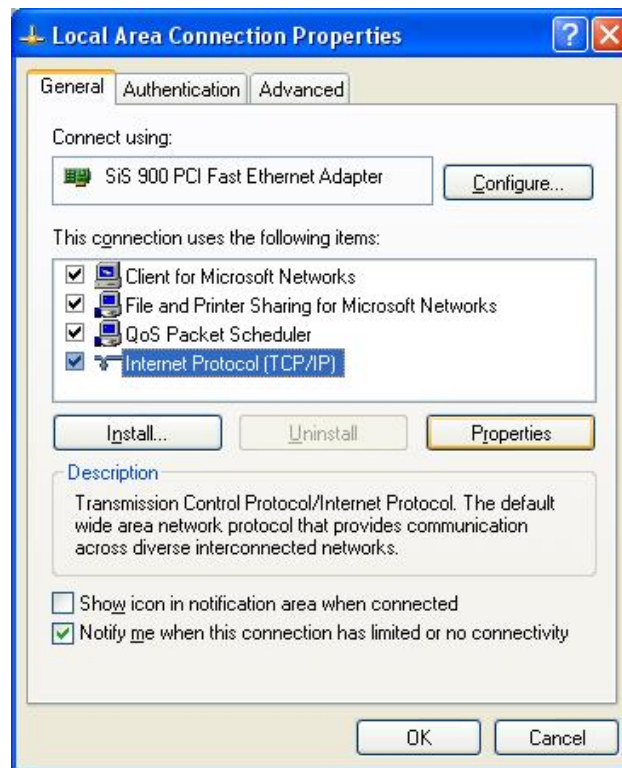 Local Area Connection Properties
General Authentication Advanced
Connect using:
SiS 900 PCI Fast Ethernet Adapter
Configure...
This connection uses the following items:
Client for Microsoft Networks
File and Printer Sharing for Microsoft Networks
QoS Packet Scheduler
Internet Protocol (TCP/IP)
Install... Uninstall Properties
Description
Transmission Control Protocol/Internet Protocol. The default
wide area network protocol that provides communication
across diverse interconnected networks.
Show icon in notification area when connected
Notify me when this connection has limited or no connectivity
OK Cancel